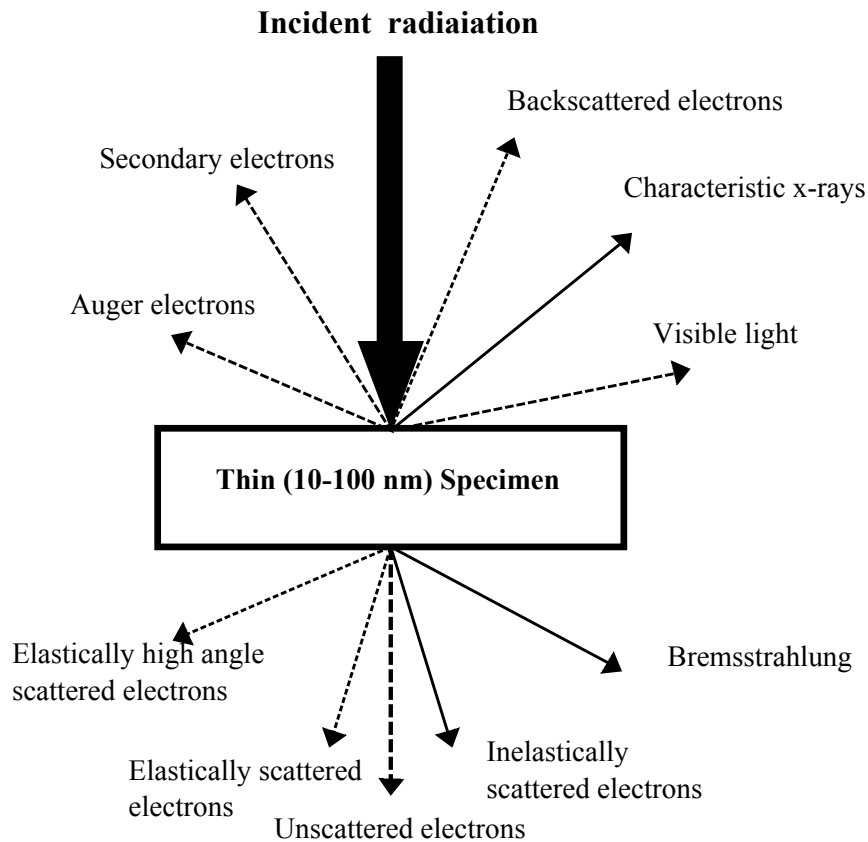 Incident radiaiation
Backscattered electrons
Secondary electrons
Characteristic x-rays
Auger electrons
Visible light
Thin (10-100 nm) Specimen
Elastically high angle
scattered electrons
Bremsstrahlung
Elastically scattered
electrons
Inelastically
scattered electrons
Unscattered electrons